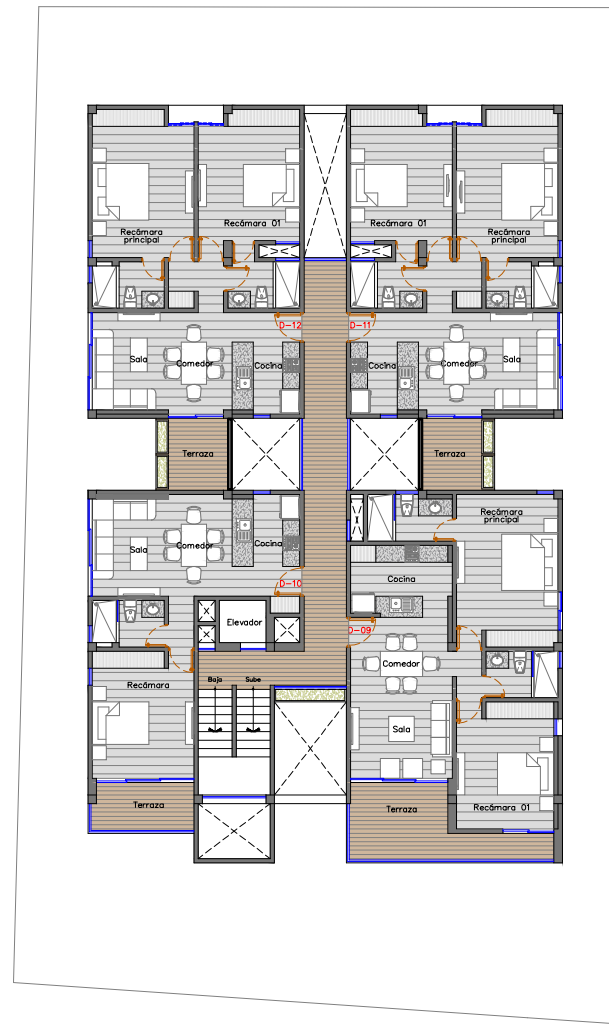 Recámara
principal
Recámara 01
Recámara 01
Recámara
principal
D-12
D-11
Sala
Comedor
Cocina
Cocina
Comedor
Sala
Terraza
Terraza
Recámara
principal
Sala
Comedor
Cocina
Cocina
D-10
Elevador
D-09
Comedor
Recámara
Baja
Sube
Sala
Terraza
Terraza
Recámara 01